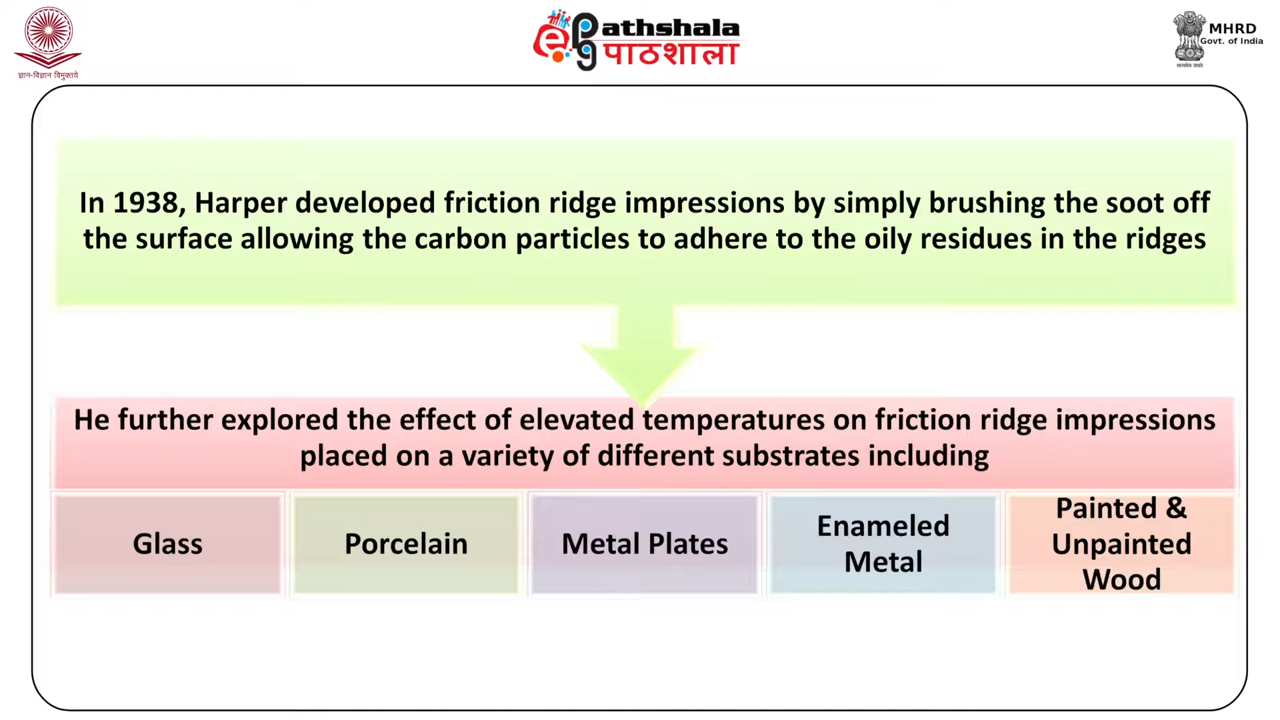 ज्ञान-विज्ञान विमुक्तये
ePathshala
पाठशाला
MHRD
Govt. of India
सत्यमेव जयते
In 1938, Harper developed friction ridge impressions by simply brushing the soot off
the surface allowing the carbon particles to adhere to the oily residues in the ridges
He further explored the effect of elevated temperatures on friction ridge impressions
placed on a variety of different substrates including
Glass
Porcelain
Metal Plates
Enameled
Metal
Painted &
Unpainted
Wood